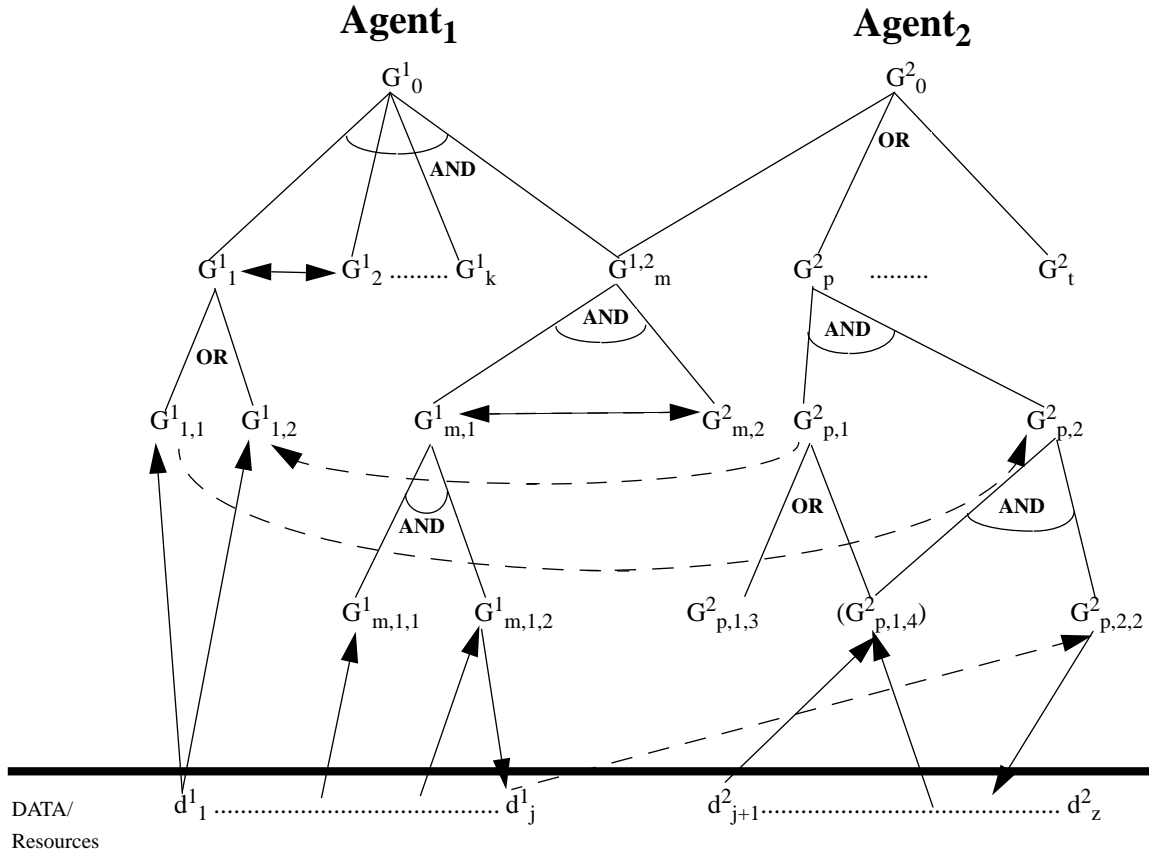 Agent₁ Agent₂
G¹₀ G²₀
OR
AND
G¹₁ G¹₂ ......... G¹ₖ G¹,²ₘ G²ₚ ......... G²ₜ
AND AND
OR
G¹₁,₁ G¹₁,₂ G¹ₘ,₁ G²ₘ,₂ G²ₚ,₁ G²ₚ,₂
OR AND
AND
G¹ₘ,₁,₁ G¹ₘ,₁,₂ G²ₚ,₁,₃ (G²ₚ,₁,₄) G²ₚ,₂,₂
DATA/ d¹₁ ................................................ d¹ⱼ d²ⱼ₊₁ ................................................ d²_z
Resources